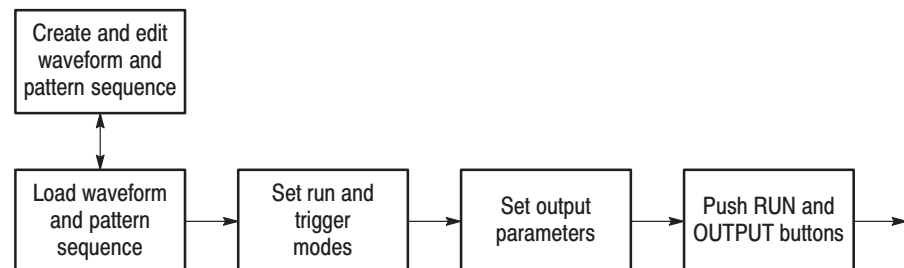 Create and edit
waveform and
pattern sequence
Load waveform
and pattern
sequence
Set run and
trigger
modes
Set output
parameters
Push RUN and
OUTPUT buttons